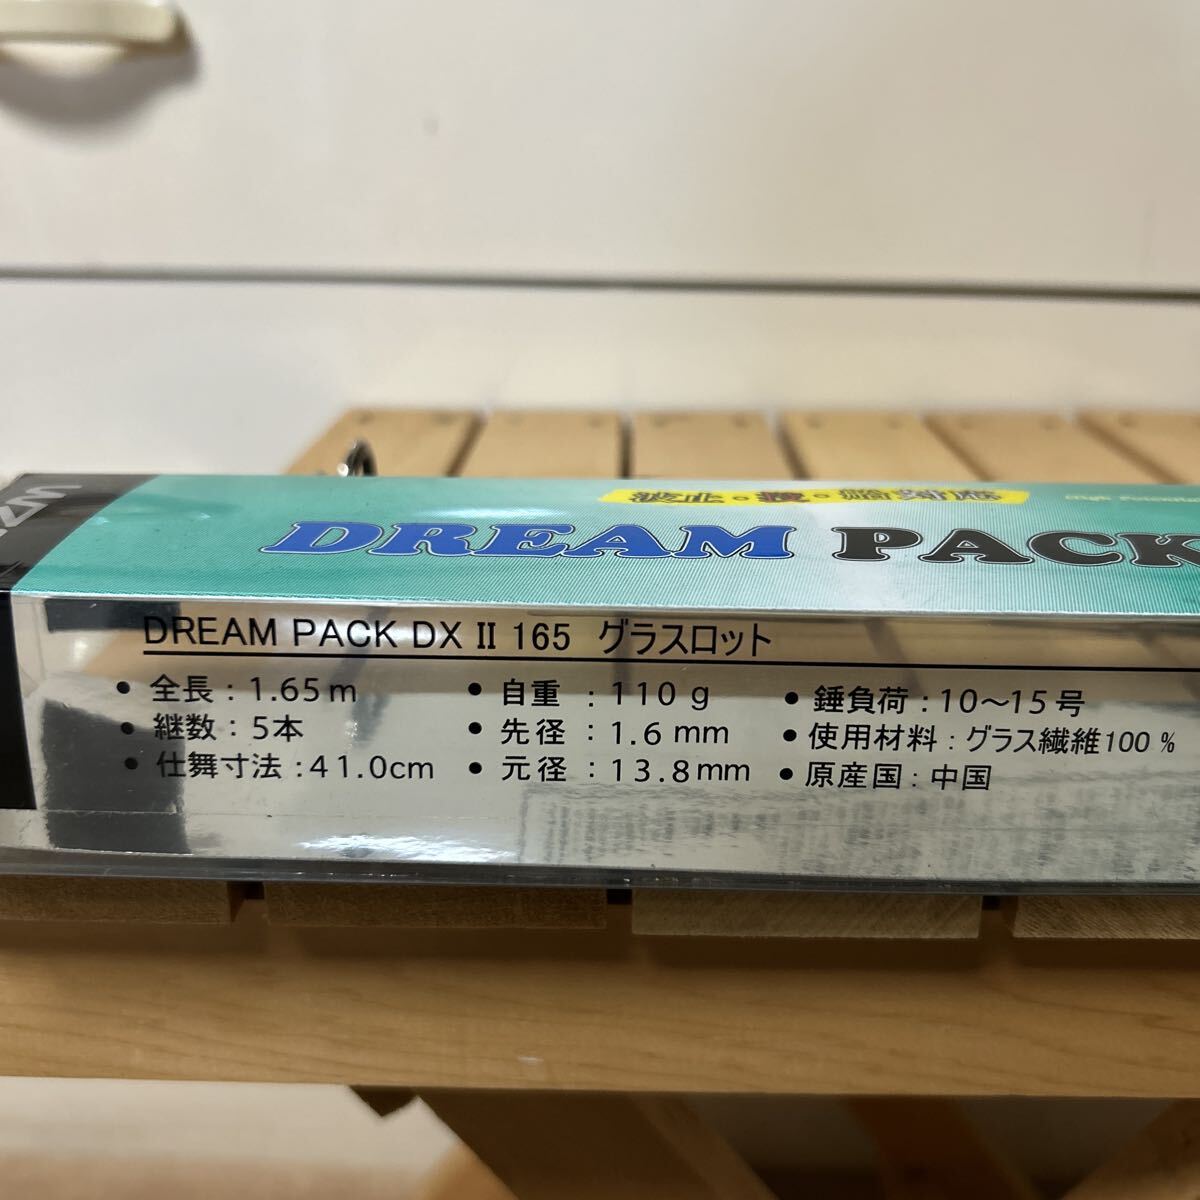 DREAM PACK
DREAM PACK DX II 165 グラスロット
• 全長 : 1.65m • 自重 : 110g • 錘負荷 : 10〜15号
• 継数 : 5本 • 先径 : 1.6mm • 使用材料 : グラス繊維100%
• 仕舞寸法 : 41.0cm • 元径 : 13.8mm • 原産国 : 中国